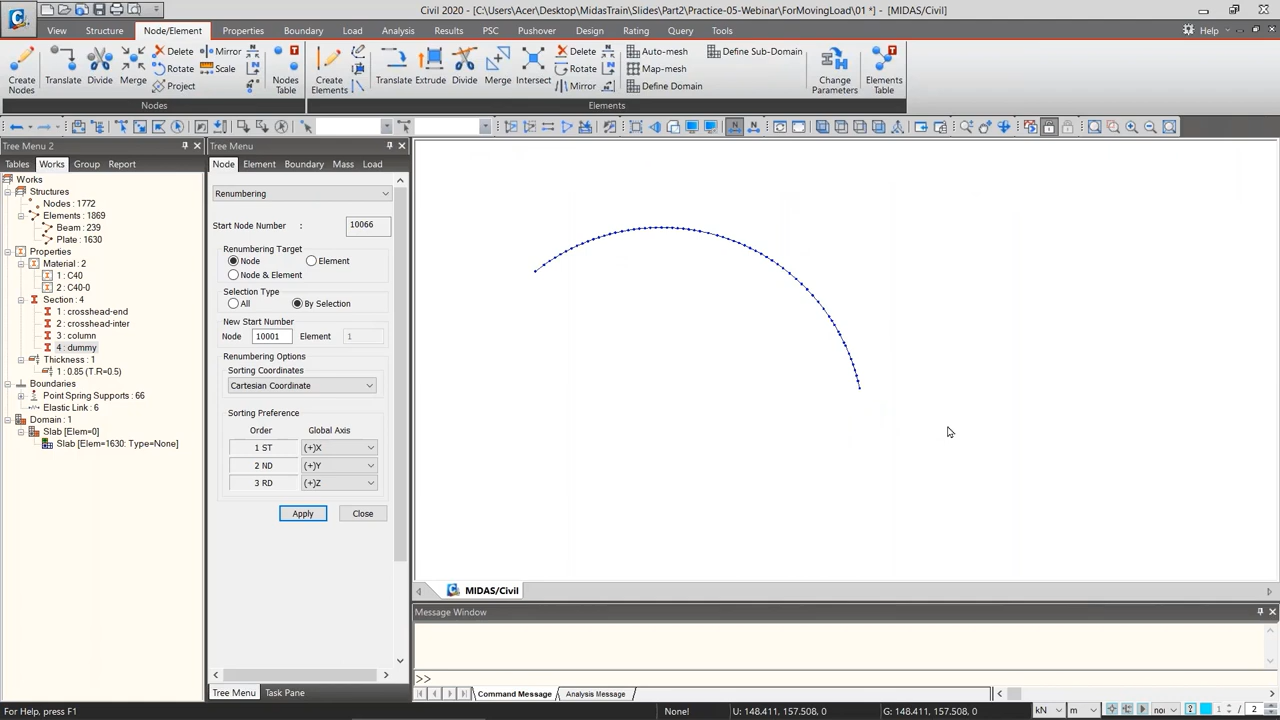 Civil 2020 - [C:\Users\Acer\Desktop\MidasTrain\Slides\Part2\Practice-05-Webinar\ForMovingLoad\01 *] - [MIDAS/Civil]
View Structure Node/Element Properties Boundary Load Analysis Results PSC Pushover Design Rating Query Tools Help
Create Nodes Translate Divide Merge Delete Rotate Project Mirror Scale Nodes Table
Create Elements Translate Extrude Divide Merge Intersect Delete Rotate Mirror Auto-mesh Map-mesh Define Domain Define Sub-Domain Change Parameters Elements Table
Nodes Elements
Tree Menu 2
Tables Works Group Report
Works
Structures
Nodes: 1772
Elements : 1869
Beam : 239
Plate : 1630
Properties
Material : 2
1 : C40
2 : C40-0
Section : 4
1 : crosshead-end
2 : crosshead-inter
3 : column
4 : dummy
Thickness : 1
1 : 0.85 (T.R=0.5)
Boundaries
Point Spring Supports : 66
Elastic Link : 6
Domain : 1
Slab [Elem=0]
Slab [Elem=1630: Type=None]
Tree Menu
Node Element Boundary Mass Load
Renumbering
Start Node Number : 10066
Renumbering Target
Node Element
Node & Element
Selection Type
All By Selection
New Start Number
Node 10001 Element 1
Renumbering Options
Sorting Coordinates
Cartesian Coordinate
Sorting Preference
Order Global Axis
1 ST (+)X
2 ND (+)Y
3 RD (+)Z
Apply Close
Tree Menu Task Pane
MIDAS/Civil
Message Window
>>
Command Message Analysis Message
For Help, press F1 None! U: 148.411, 157.508, 0 G: 148.411, 157.508, 0 kN m noi 1 / 2